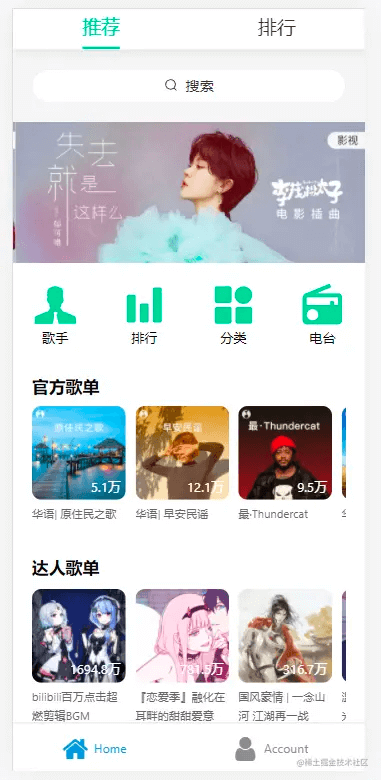 推荐 排行
搜索
失去
就是
这样么
影视
李茂扮太子
电影插曲
歌手 排行 分类 电台
官方歌单
原住民之歌 早安民谣 最·Thundercat
5.1万 12.1万 9.5万
华语| 原住民之歌 华语| 早安民谣 最·Thundercat
达人歌单
1694.8万 781.5万 316.7万
bilibili百万点击超 『恋爱季』融化在 国风豪情 | 一念山
燃剪辑BGM 耳畔的甜甜爱意 河 江湖再一战
Home Account
@稀土掘金技术社区